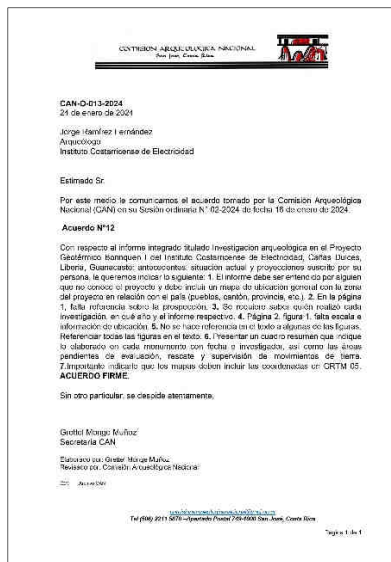 COMISION ARQUEOLOGICA NACIONAL
San José, Costa Rica
CAN-O-013-2024
24 de enero de 2024
Jorge Ramírez Hernández
Arqueólogo
Instituto Costarricense de Electricidad
Estimado Sr.
Por este medio le comunicamos el acuerdo tomado por la Comisión Arqueológica
Nacional (CAN) en su Sesión ordinaria N° 02-2024 de fecha 16 de enero de 2024.
Acuerdo N°12
Con respecto al informe integrado titulado Investigación arqueológica en el Proyecto
Geotérmico Borinquen I del Instituto Costarricense de Electricidad, Cañas Dulces,
Liberia, Guanacaste: antecedentes, situación actual y proyecciones suscrito por su
persona, le queremos indicar lo siguiente: 1. El informe debe ser entendido por alguien
que no conoce el proyecto y debe incluir un mapa de ubicación general con la zona
del proyecto en relación con el país (pueblos, cantón, provincia, etc.). 2. En la página
1, falta referencia sobre la prospección. 3. Se requiere saber quién realizó cada
investigación, en qué año y el informe respectivo. 4. Página 2, figura 1, falta escala e
información de ubicación. 5. No se hace referencia en el texto a algunas de las figuras.
Referenciar todas las figuras en el texto. 6. Presentar un cuadro resumen que indique
lo elaborado en cada monumento con fecha e investigador, así como las áreas
pendientes de evaluación, rescate y supervisión de movimientos de tierra.
7.Importante indicarle que los mapas deben incluir las coordenadas en CRTM 05.
ACUERDO FIRME.
Sin otro particular, se despide atentamente,
Grettel Monge Muñoz
Secretaria CAN
Elaborado por: Grettel Monge Muñoz
Revisado por: Comisión Arqueológica Nacional
Tel (506) 2211 5876 –Apartado Postal 749-1000 San José, Costa Rica
Página 1 de 1